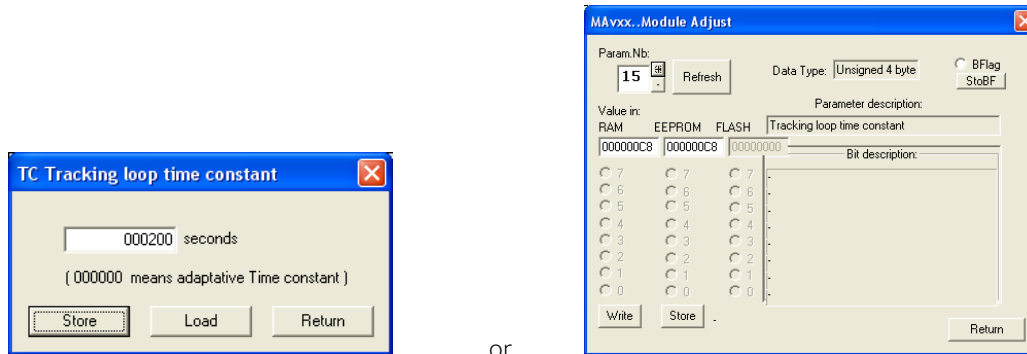 TC Tracking loop time constant
000200 seconds
( 000000 means adaptative Time constant )
Store Load Return
or
MAvxx..Module Adjust
Param.Nb:
15 Refresh Data Type: Unsigned 4 byte BFlag
StoBF
Value in: Parameter description:
RAM EEPROM FLASH Tracking loop time constant
000000C8 000000C8 00000000 Bit description:
7 7 7 -
6 6 6 -
5 5 5 -
4 4 4 -
3 3 3 -
2 2 2 -
1 1 1 -
0 0 0 -
Write Store .
Return